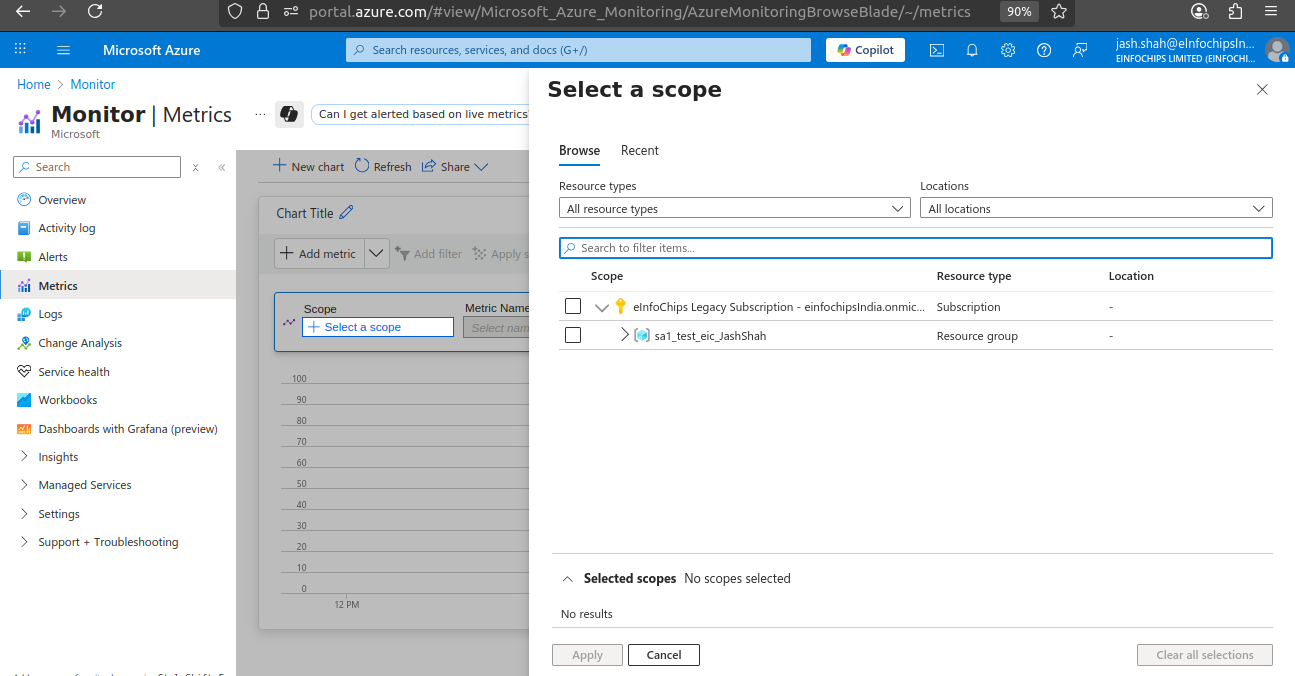 portal.azure.com/#view/Microsoft_Azure_Monitoring/AzureMonitoringBrowseBlade/~/metrics 90%
Microsoft Azure
Search resources, services, and docs (G+/)
Copilot
jash.shah@eInfochipsIn...
EINFOCHIPS LIMITED (EINFOCHI...
Home > Monitor
Monitor | Metrics
Microsoft
... Can I get alerted based on live metrics
Search
Overview
Activity log
Alerts
Metrics
Logs
Change Analysis
Service health
Workbooks
Dashboards with Grafana (preview)
Insights
Managed Services
Settings
Support + Troubleshooting
New chart Refresh Share
Chart Title
Add metric Add filter Apply s
Scope Metric Name
Select a scope Select nam
100
90
80
70
60
50
40
30
20
10
0
12 PM
Select a scope
Browse Recent
Resource types Locations
All resource types All locations
Search to filter items...
Scope Resource type Location
eInfoChips Legacy Subscription - einfochipsIndia.onmic... Subscription -
sa1_test_eic_JashShah Resource group -
Selected scopes No scopes selected
No results
Apply Cancel Clear all selections